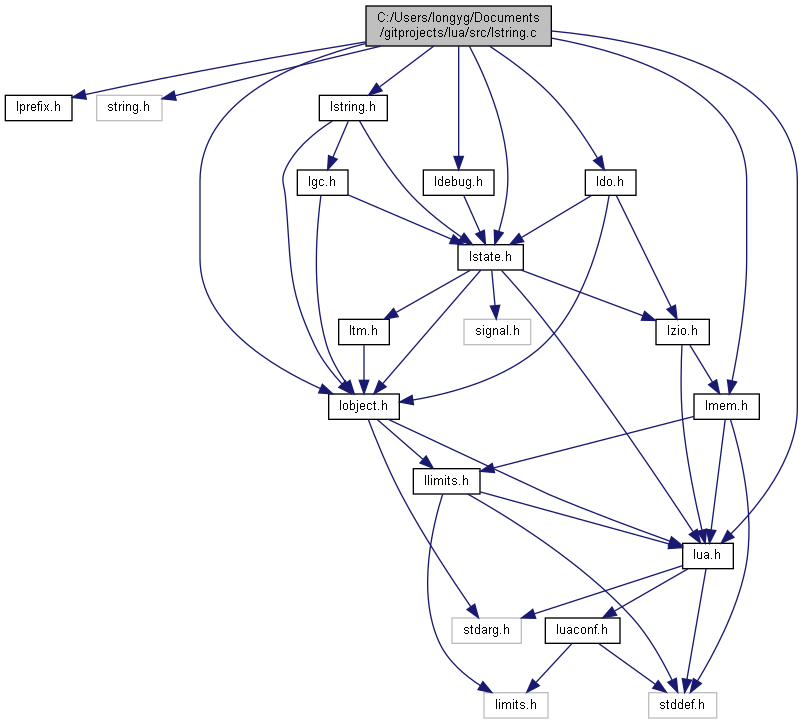 C:/Users/longyg/Documents
/gitprojects/lua/src/lstring.c
lprefix.h
string.h
lstring.h
lgc.h
ldebug.h
ldo.h
lstate.h
ltm.h
signal.h
lzio.h
lobject.h
lmem.h
llimits.h
lua.h
stdarg.h
luaconf.h
limits.h
stddef.h